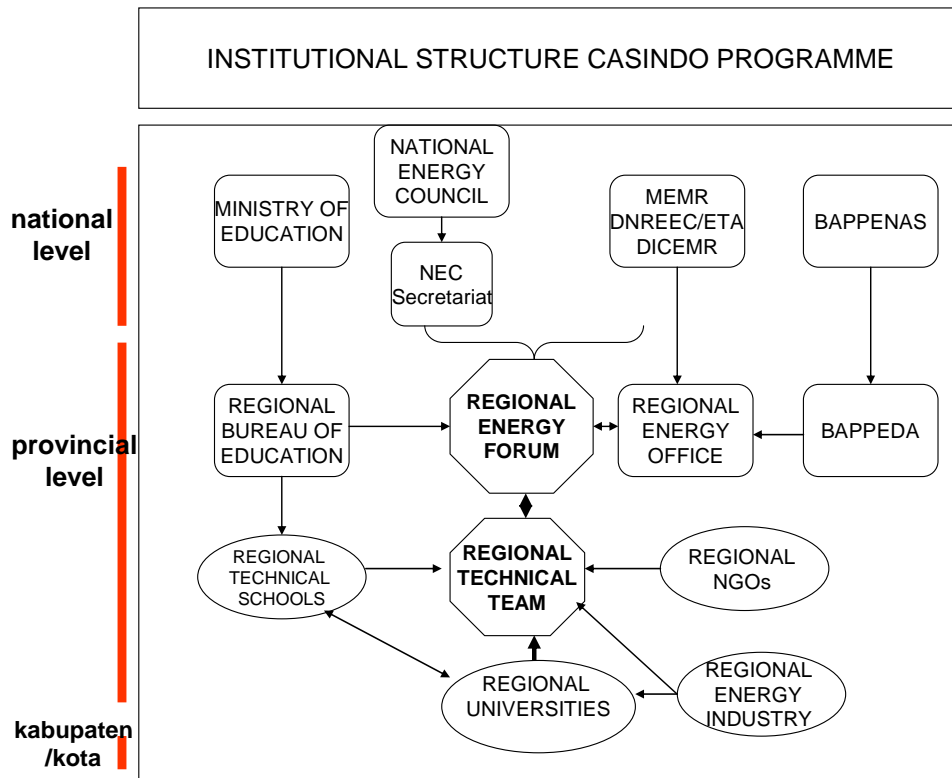 INSTITUTIONAL STRUCTURE CASINDO PROGRAMME
national
level
MINISTRY OF
EDUCATION
NATIONAL
ENERGY
COUNCIL
NEC
Secretariat
MEMR
DNREEC/ETA
DICEMR
BAPPENAS
provincial
level
REGIONAL
BUREAU OF
EDUCATION
REGIONAL
ENERGY
FORUM
REGIONAL
ENERGY
OFFICE
BAPPEDA
REGIONAL
TECHNICAL
SCHOOLS
REGIONAL
TECHNICAL
TEAM
REGIONAL
NGOs
REGIONAL
UNIVERSITIES
REGIONAL
ENERGY
INDUSTRY
kabupaten
/kota